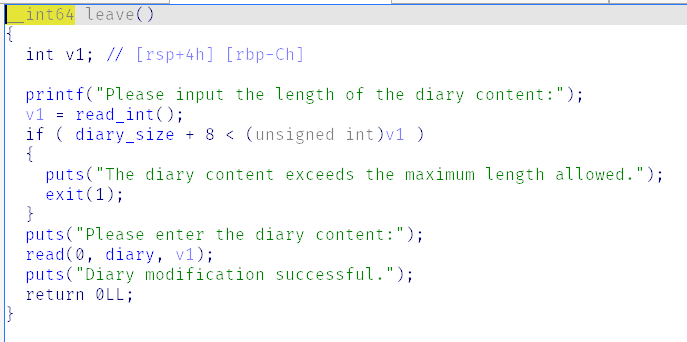 __int64 leave()
{
  int v1; // [rsp+4h] [rbp-Ch]

  printf("Please input the length of the diary content:");
  v1 = read_int();
  if ( diary_size + 8 < (unsigned int)v1 )
  {
    puts("The diary content exceeds the maximum length allowed.");
    exit(1);
  }
  puts("Please enter the diary content:");
  read(0, diary, v1);
  puts("Diary modification successful.");
  return 0LL;
}